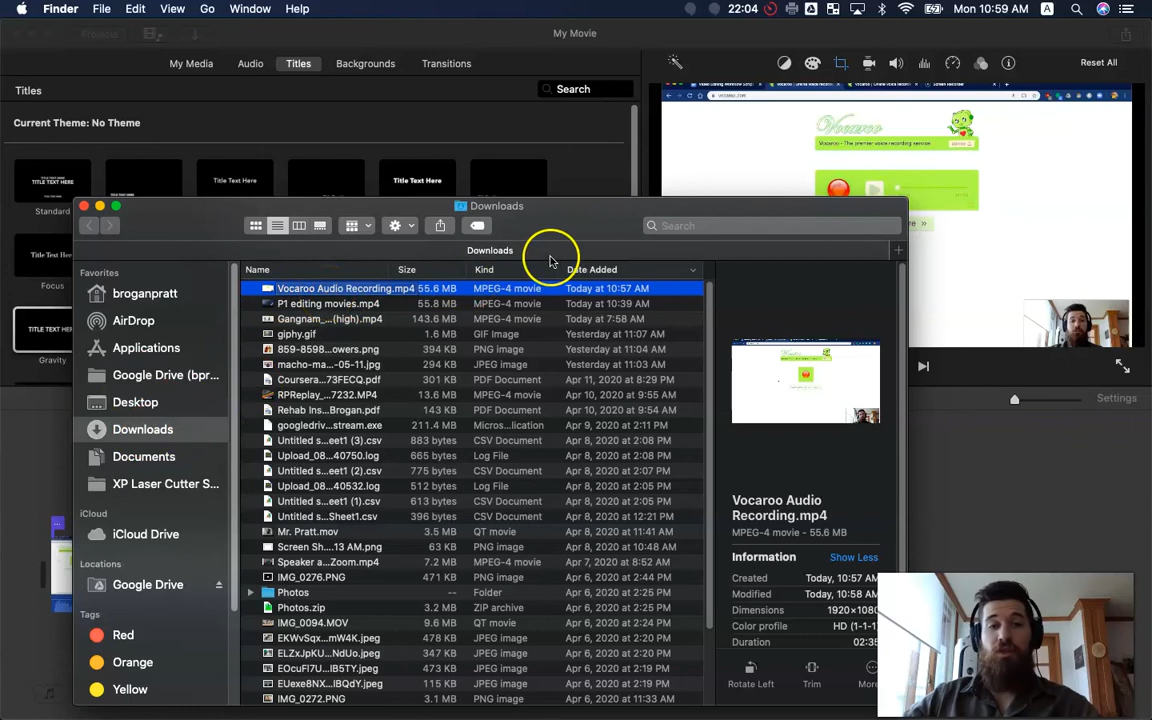 Finder File Edit View Go Window Help 22:04 Mon 10:59 AM A
Projects My Movie
My Media Audio Titles Backgrounds Transitions Reset All
Titles Search
Current Theme: No Theme
Vocaroo
Vocaroo - The premier voice recording service
TITLE TEXT HERE TITLE TEXT HERE TITLE TEXT HERE
Standard
Focus
TITLE TEXT HERE
Gravity
Settings
Downloads
Search
Downloads
Name Size Kind Date Added
Vocaroo Audio Recording.mp4 55.6 MB MPEG-4 movie Today at 10:57 AM
P1 editing movies.mp4 55.8 MB MPEG-4 movie Today at 10:39 AM
Gangnam_...(high).mp4 143.6 MB MPEG-4 movie Today at 7:58 AM
giphy.gif 1.6 MB GIF Image Yesterday at 11:07 AM
859-8598...owers.png 394 KB PNG image Yesterday at 11:04 AM
macho-ma...-11.jpg 294 KB JPEG image Yesterday at 11:03 AM
Coursera...73FECQ.pdf 301 KB PDF Document Apr 11, 2020 at 8:29 PM
RPReplay_...7232.MP4 13.6 MB MPEG-4 movie Apr 10, 2020 at 9:55 AM
Rehab Ins...Brogan.pdf 143 KB PDF Document Apr 10, 2020 at 9:54 AM
googledriv...stream.exe 211.4 MB Micros...lication Apr 9, 2020 at 2:11 PM
Untitled s...eet1 (3).csv 883 bytes CSV Document Apr 8, 2020 at 2:08 PM
Upload_08...40750.log 665 bytes Log File Apr 8, 2020 at 2:08 PM
Untitled s...eet1 (2).csv 775 bytes CSV Document Apr 8, 2020 at 2:07 PM
Upload_08...40532.log 512 bytes Log File Apr 8, 2020 at 2:05 PM
Untitled s...eet1 (1).csv 613 bytes CSV Document Apr 8, 2020 at 2:05 PM
Untitled s...Sheet1.csv 396 bytes CSV Document Apr 8, 2020 at 12:21 PM
Mr. Pratt.mov 3.5 MB QT movie Apr 8, 2020 at 11:41 AM
Screen Sh....13 AM.png 63 KB PNG image Apr 8, 2020 at 10:48 AM
Speaker a...Zoom.mp4 7.2 MB MPEG-4 movie Apr 7, 2020 at 8:52 AM
IMG_0276.PNG 471 KB PNG image Apr 6, 2020 at 2:44 PM
Photos -- Folder Apr 6, 2020 at 2:25 PM
Photos.zip 3.2 MB ZIP archive Apr 6, 2020 at 2:25 PM
IMG_0094.MOV 9.6 MB QT movie Apr 6, 2020 at 2:24 PM
EKWvSqx...mW4K.jpeg 478 KB JPEG image Apr 6, 2020 at 2:20 PM
ELZxJpKU...NdUo.jpeg 347 KB JPEG image Apr 6, 2020 at 2:20 PM
EOcuFl7U...IB5TY.jpeg 473 KB JPEG image Apr 6, 2020 at 2:19 PM
EUexe8NX...IBQdY.jpeg 115 KB JPEG image Apr 6, 2020 at 2:19 PM
IMG_0272.PNG 3.1 MB PNG image Apr 6, 2020 at 11:33 AM
Favorites
broganpratt
AirDrop
Applications
Google Drive (bpr...
Desktop
Downloads
Documents
XP Laser Cutter S...
iCloud
iCloud Drive
Locations
Google Drive
Tags
Red
Orange
Yellow
Vocaroo Audio
Recording.mp4
MPEG-4 movie - 55.6 MB
Information Show Less
Created Today, 10:57 AM
Modified Today, 10:58 AM
Dimensions 1920×1080
Color profile HD (1-1-1)
Duration 02:35
Rotate Left Trim More